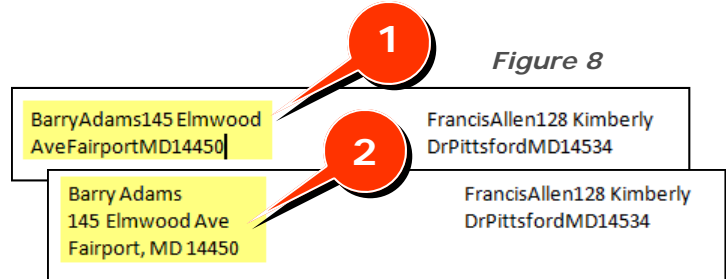 1
Figure 8
BarryAdams145 Elmwood
AveFairportMD14450
FrancisAllen128 Kimberly
DrPittsfordMD14534
2
Barry Adams
145 Elmwood Ave
Fairport, MD 14450
FrancisAllen128 Kimberly
DrPittsfordMD14534